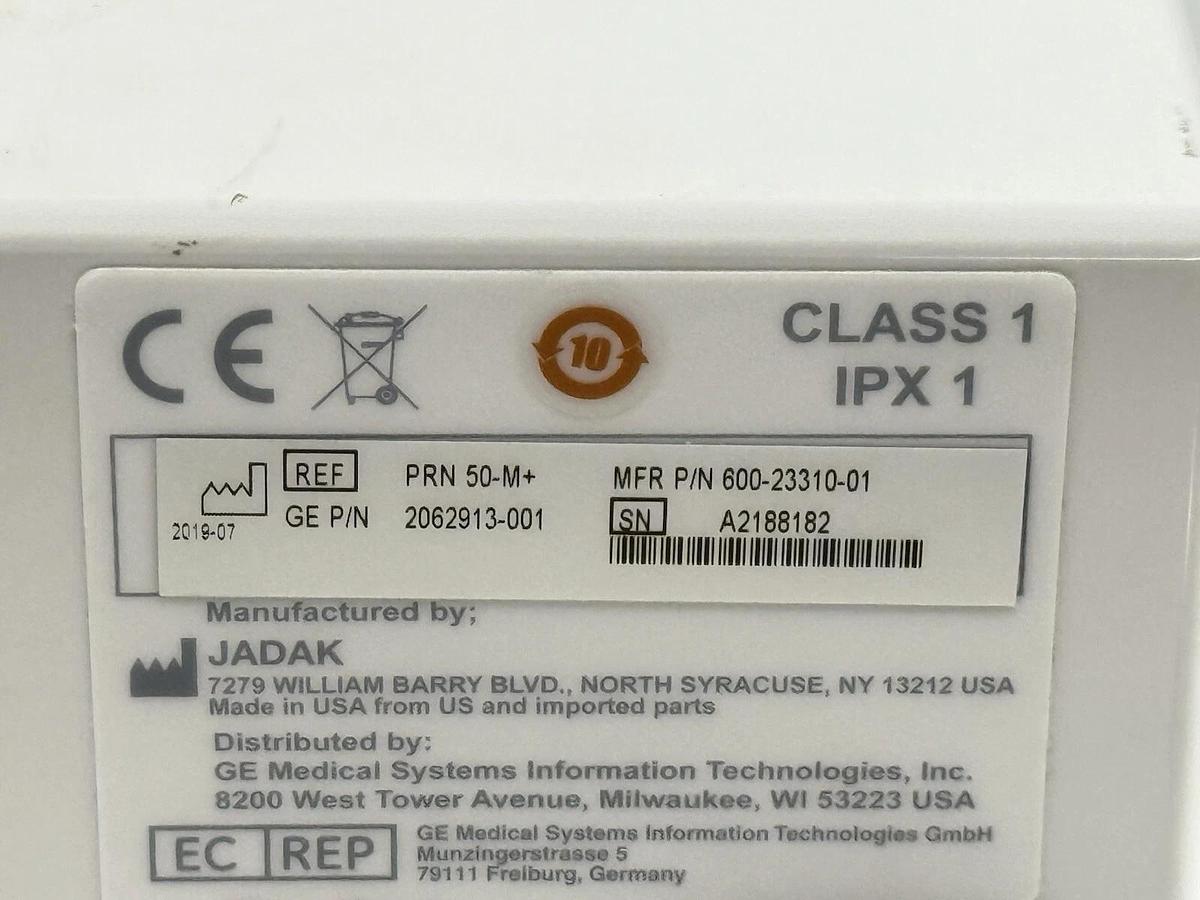 CE
10
CLASS 1
IPX 1
REF PRN 50-M+ MFR P/N 600-23310-01
2019-07 GE P/N 2062913-001 SN A2188182
Manufactured by;
JADAK
7279 WILLIAM BARRY BLVD., NORTH SYRACUSE, NY 13212 USA
Made in USA from US and imported parts
Distributed by:
GE Medical Systems Information Technologies, Inc.
8200 West Tower Avenue, Milwaukee, WI 53223 USA
EC REP
GE Medical Systems Information Technologies GmbH
Munzingerstrasse 5
79111 Freiburg, Germany